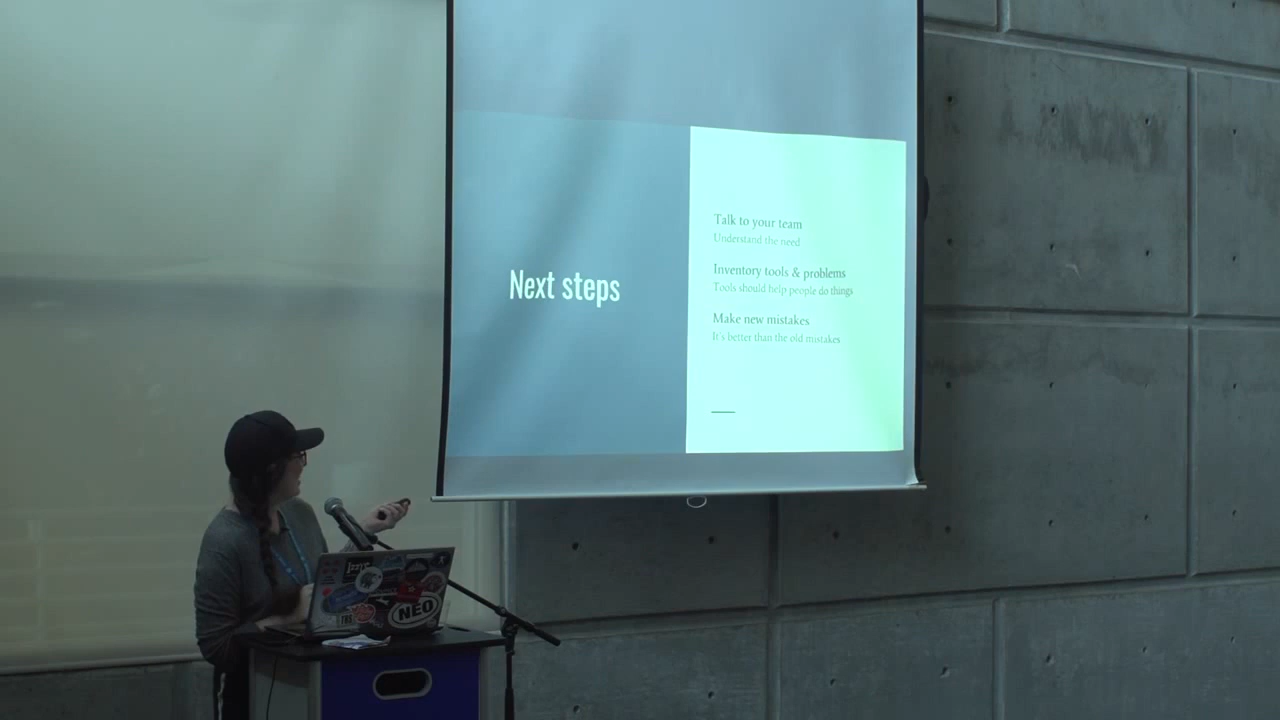 Next steps
Talk to your team
Understand the need
Inventory tools & problems
Tools should help people do things
Make new mistakes
It's better than the old mistakes
NEO